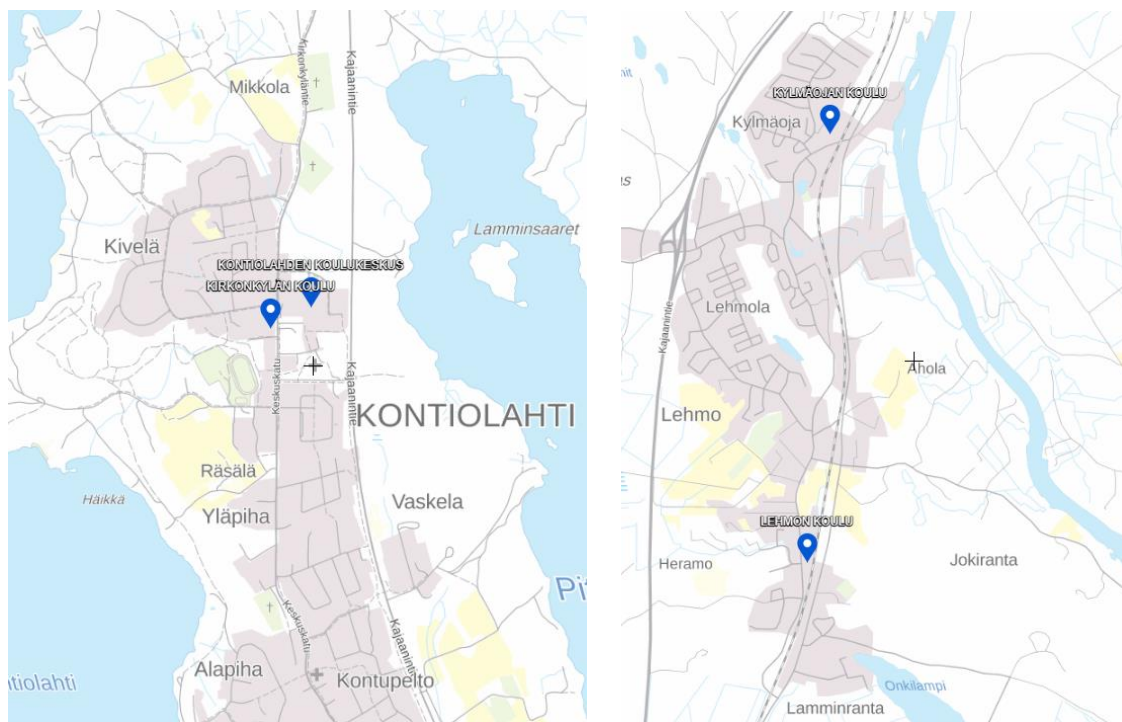 Mikkola
Kirkonkyläntie
Kajaanintie
Lamminsaaret
Kivelä
KONTIOLAHDEN KOULUKESKUS
KIRKONKYLÄN KOULU
Keskuskatu
Kajaanintie
KONTIOLAHTI
Räsälä
Häikkä
Yläpiha
Vaskela
Keskuskatu
Kajaanintie
Alapiha
Kontupelto
KYLMÄOJAN KOULU
Kylmäoja
Kajaanintie
Lehmola
Ahola
Lehmo
LEHMON KOULU
Heramo
Jokiranta
Onkilampi
Lamminranta